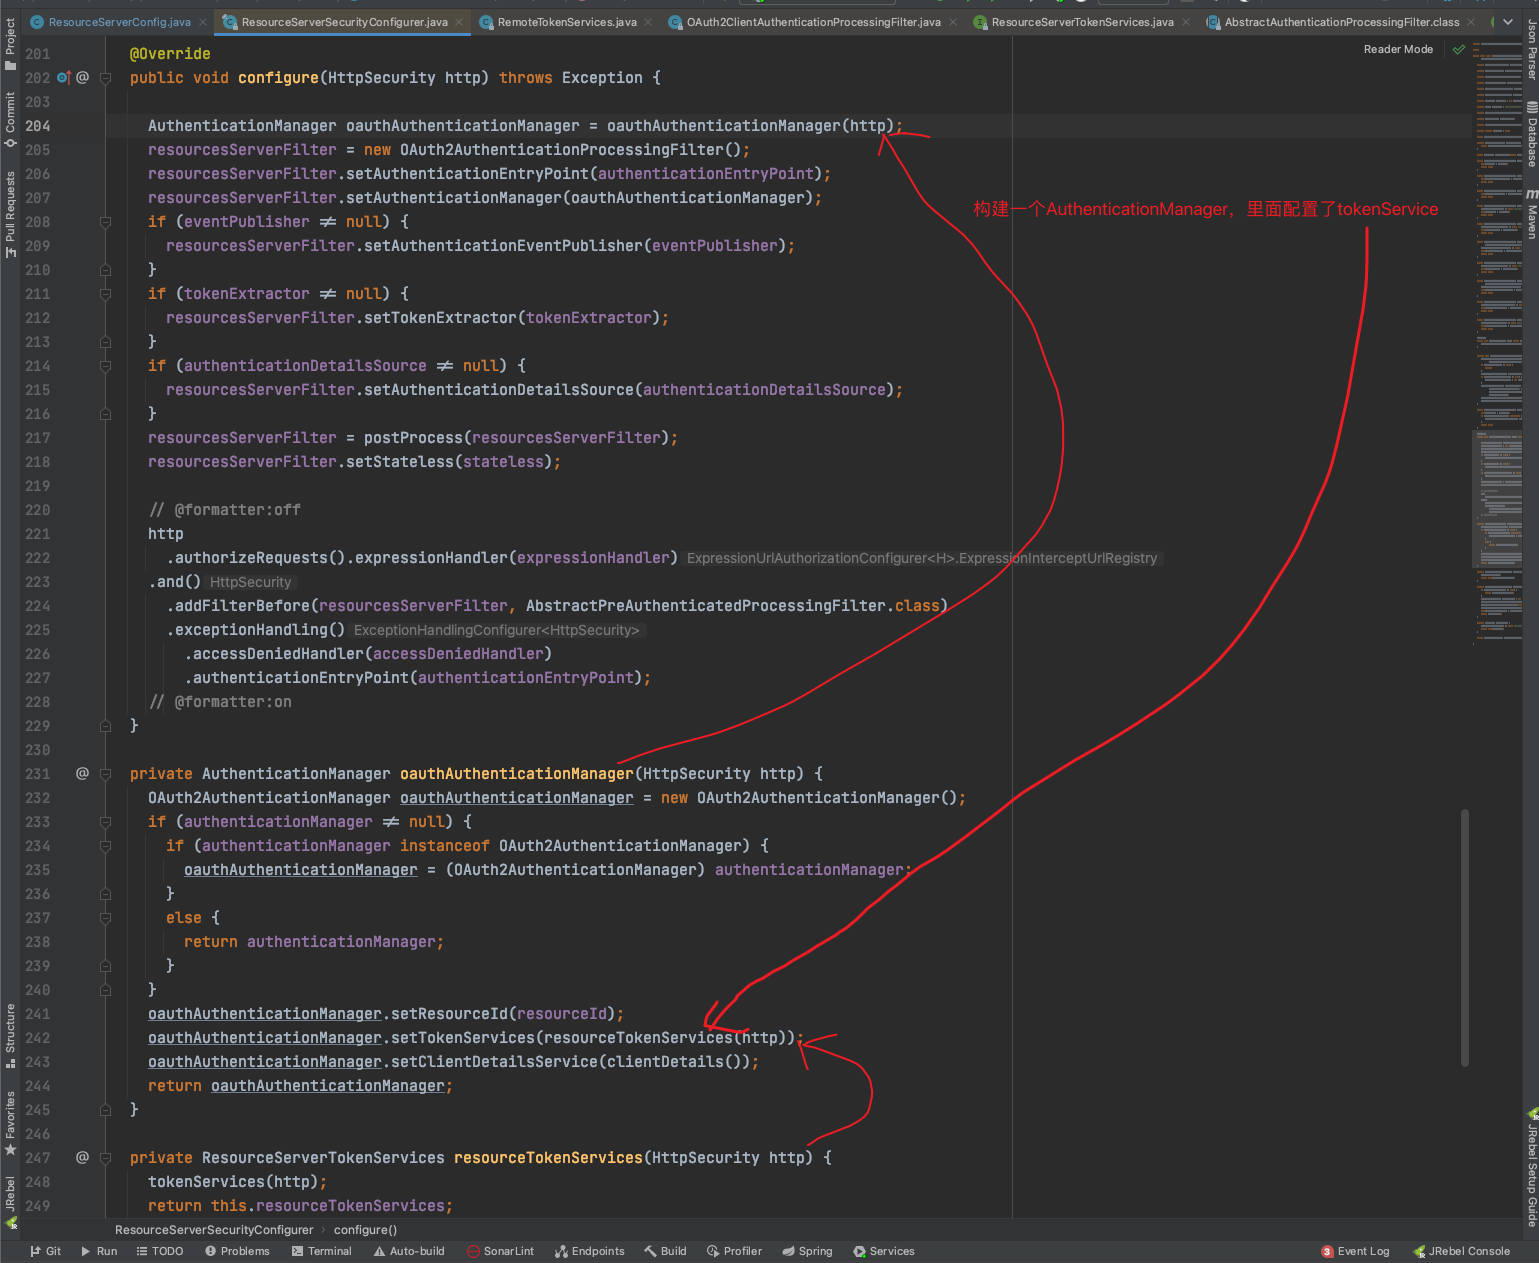 ResourceServerConfig.java
ResourceServerSecurityConfigurer.java
RemoteTokenServices.java
OAuth2ClientAuthenticationProcessingFilter.java
ResourceServerTokenServices.java
AbstractAuthenticationProcessingFilter.class
Reader Mode
201 @Override
202 @ public void configure(HttpSecurity http) throws Exception {
203
204 AuthenticationManager oauthAuthenticationManager = oauthAuthenticationManager(http);
205 resourcesServerFilter = new OAuth2AuthenticationProcessingFilter();
206 resourcesServerFilter.setAuthenticationEntryPoint(authenticationEntryPoint);
207 resourcesServerFilter.setAuthenticationManager(oauthAuthenticationManager);
构建一个AuthenticationManager，里面配置了tokenService
208 if (eventPublisher ≠ null) {
209 resourcesServerFilter.setAuthenticationEventPublisher(eventPublisher);
210 }
211 if (tokenExtractor ≠ null) {
212 resourcesServerFilter.setTokenExtractor(tokenExtractor);
213 }
214 if (authenticationDetailsSource ≠ null) {
215 resourcesServerFilter.setAuthenticationDetailsSource(authenticationDetailsSource);
216 }
217 resourcesServerFilter = postProcess(resourcesServerFilter);
218 resourcesServerFilter.setStateless(stateless);
219
220 // @formatter:off
221 http
222 .authorizeRequests().expressionHandler(expressionHandler) ExpressionUrlAuthorizationConfigurer<H>.ExpressionInterceptUrlRegistry
223 .and() HttpSecurity
224 .addFilterBefore(resourcesServerFilter, AbstractPreAuthenticatedProcessingFilter.class)
225 .exceptionHandling() ExceptionHandlingConfigurer<HttpSecurity>
226 .accessDeniedHandler(accessDeniedHandler)
227 .authenticationEntryPoint(authenticationEntryPoint);
228 // @formatter:on
229 }
230
231 @ private AuthenticationManager oauthAuthenticationManager(HttpSecurity http) {
232 OAuth2AuthenticationManager oauthAuthenticationManager = new OAuth2AuthenticationManager();
233 if (authenticationManager ≠ null) {
234 if (authenticationManager instanceof OAuth2AuthenticationManager) {
235 oauthAuthenticationManager = (OAuth2AuthenticationManager) authenticationManager;
236 }
237 else {
238 return authenticationManager;
239 }
240 }
241 oauthAuthenticationManager.setResourceId(resourceId);
242 oauthAuthenticationManager.setTokenServices(resourceTokenServices(http));
243 oauthAuthenticationManager.setClientDetailsService(clientDetails());
244 return oauthAuthenticationManager;
245 }
246
247 @ private ResourceServerTokenServices resourceTokenServices(HttpSecurity http) {
248 tokenServices(http);
249 return this.resourceTokenServices;
ResourceServerSecurityConfigurer › configure()
Git Run TODO Problems Terminal Auto-build SonarLint Endpoints Build Profiler Spring Services 3 Event Log JRebel Console
Project
Commit
Pull Requests
Structure
Favorites
JRebel
Json Parser
Database
Maven
JRebel Setup Guide